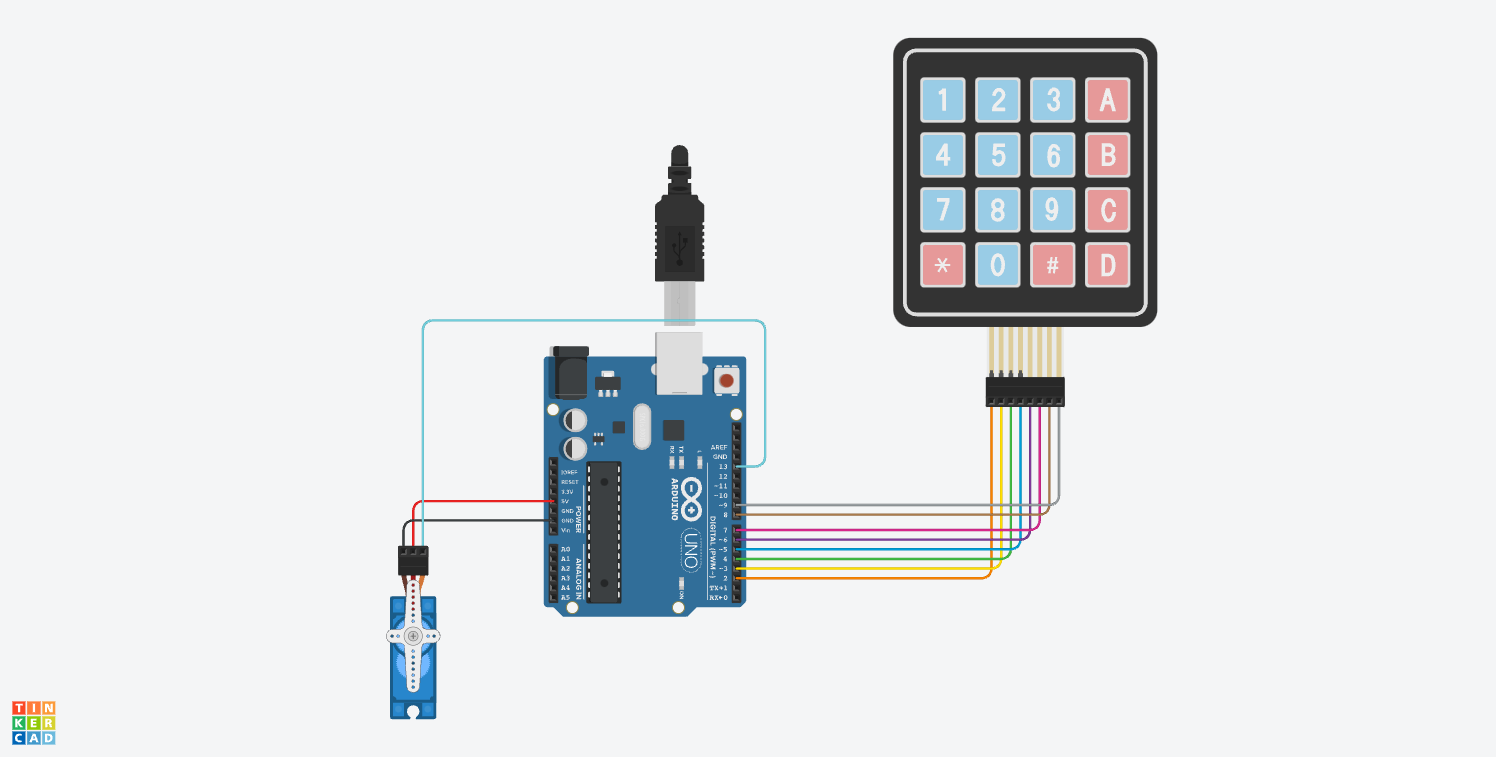 1 2 3 A
4 5 6 B
7 8 9 C
* 0 # D
AREF
GND
13
12
~11
~10
~9
8
7
~6
~5
4
~3
2
TX→1
RX←0
DIGITAL (PWM~)
RX
TX
L
ARDUINO
UNO
ON
IOREF
RESET
3.3V
5V
GND
GND
Vin
POWER
A0
A1
A2
A3
A4
A5
ANALOG IN
TIN
KER
CAD